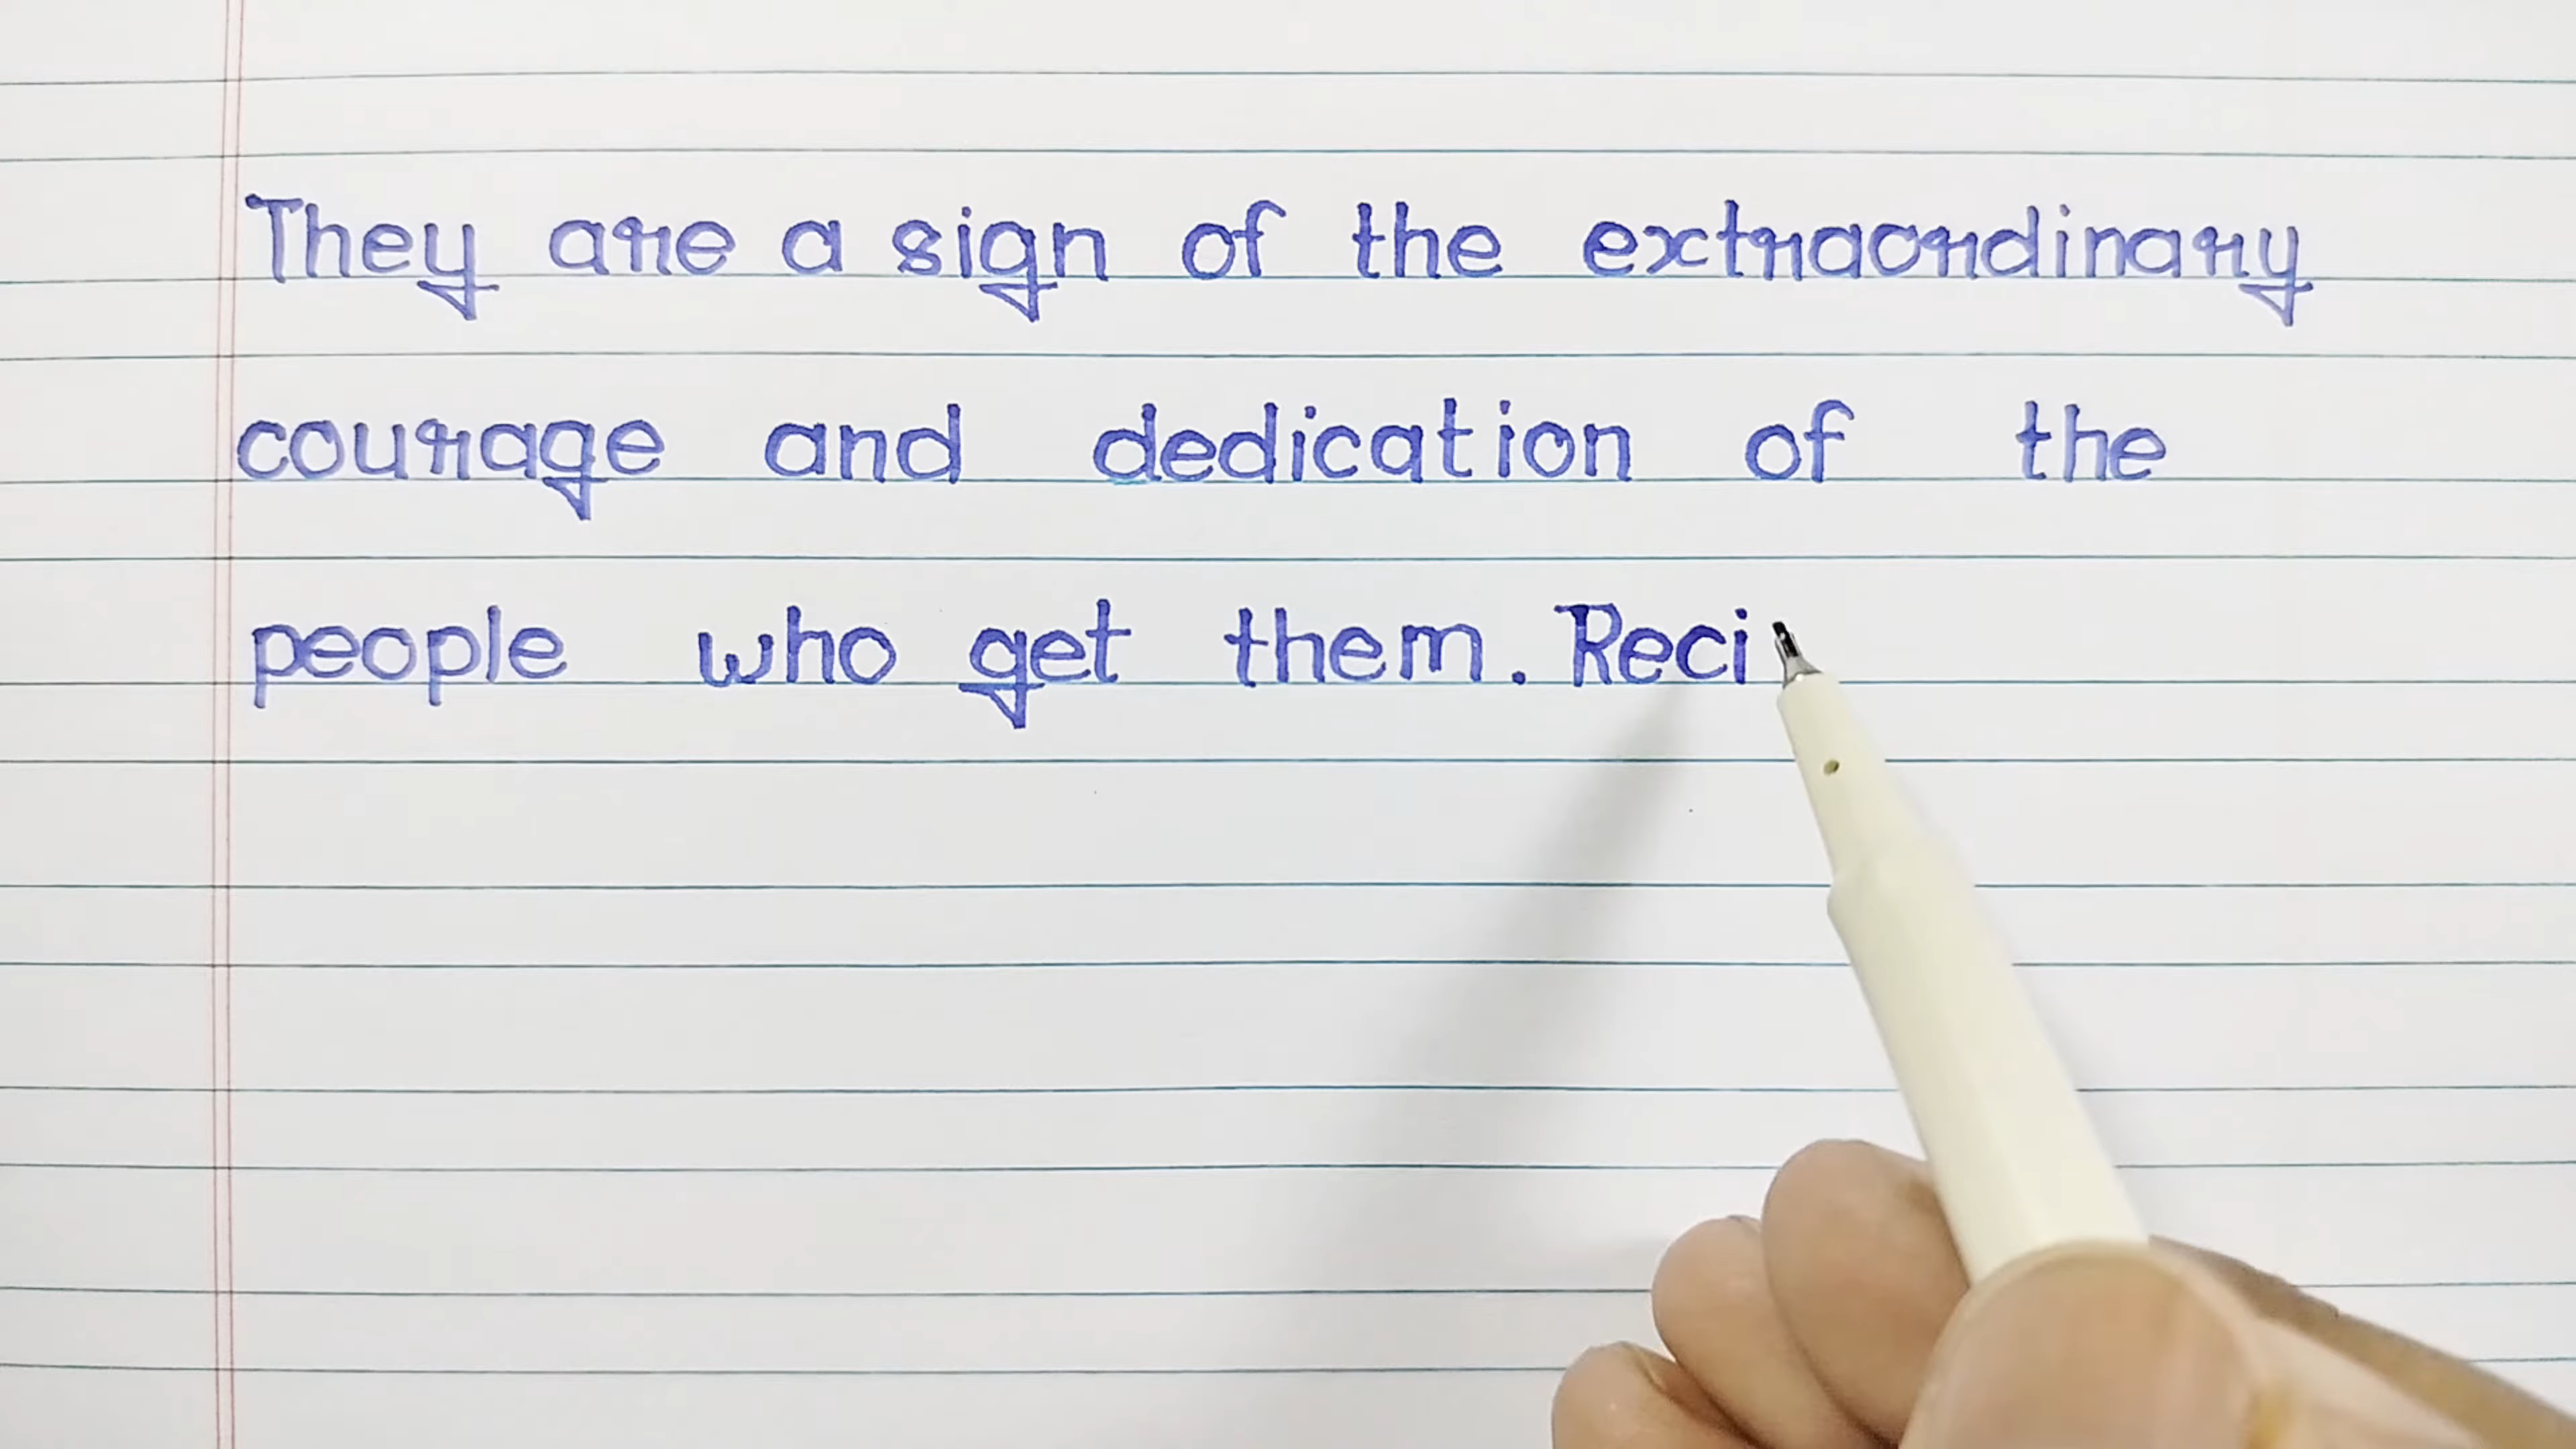 They are a sign of the extraordinary
courage and dedication of the
people who get them. Reci